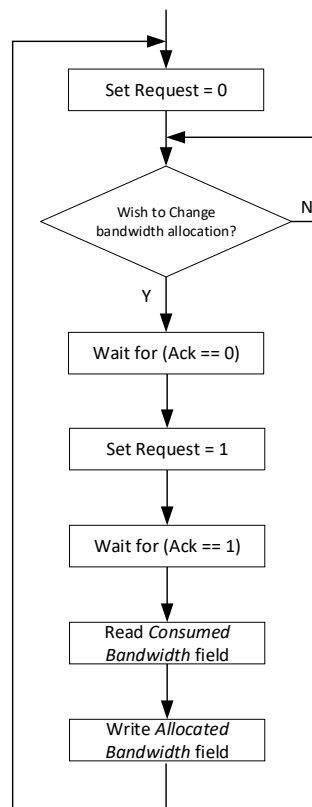 Set Request = 0
Wish to Change
bandwidth allocation?
N
Y
Wait for (Ack == 0)
Set Request = 1
Wait for (Ack == 1)
Read Consumed
Bandwidth field
Write Allocated
Bandwidth field